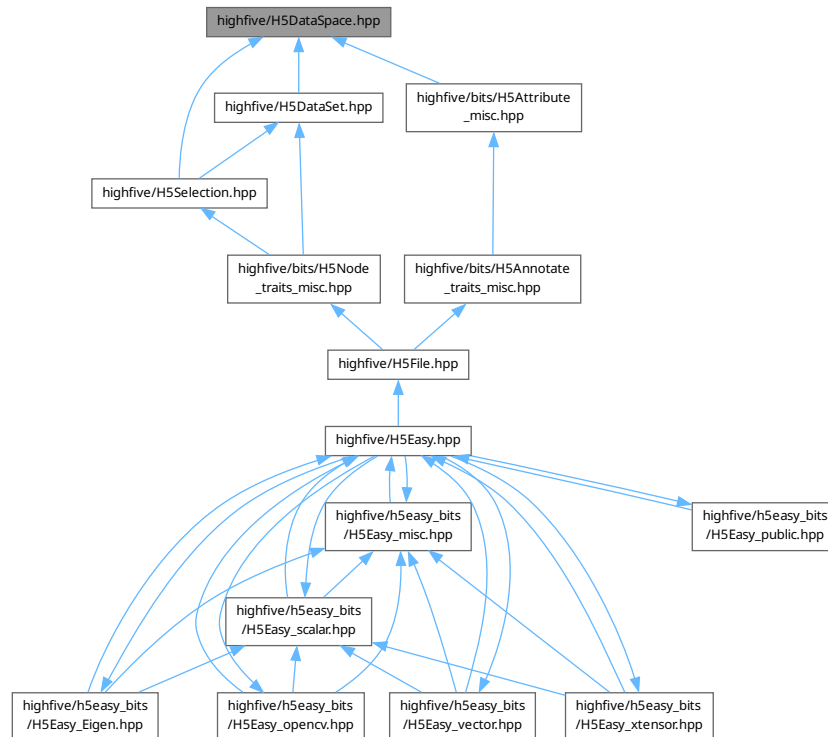 highfive/H5DataSpace.hpp
highfive/H5DataSet.hpp
highfive/bits/H5Attribute
_misc.hpp
highfive/H5Selection.hpp
highfive/bits/H5Node
_traits_misc.hpp
highfive/bits/H5Annotate
_traits_misc.hpp
highfive/H5File.hpp
highfive/H5Easy.hpp
highfive/h5easy_bits
/H5Easy_misc.hpp
highfive/h5easy_bits
/H5Easy_public.hpp
highfive/h5easy_bits
/H5Easy_scalar.hpp
highfive/h5easy_bits
/H5Easy_Eigen.hpp
highfive/h5easy_bits
/H5Easy_opencv.hpp
highfive/h5easy_bits
/H5Easy_vector.hpp
highfive/h5easy_bits
/H5Easy_xtensor.hpp